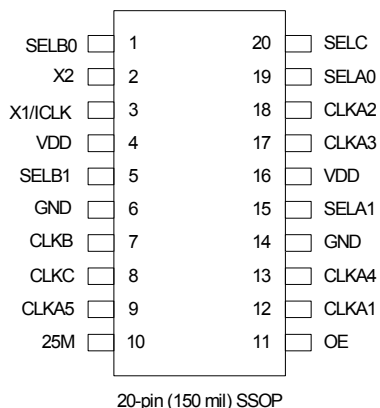 SELB0 1 20 SELC
X2 2 19 SELA0
X1/ICLK 3 18 CLKA2
VDD 4 17 CLKA3
SELB1 5 16 VDD
GND 6 15 SELA1
CLKB 7 14 GND
CLKC 8 13 CLKA4
CLKA5 9 12 CLKA1
25M 10 11 OE
20-pin (150 mil) SSOP